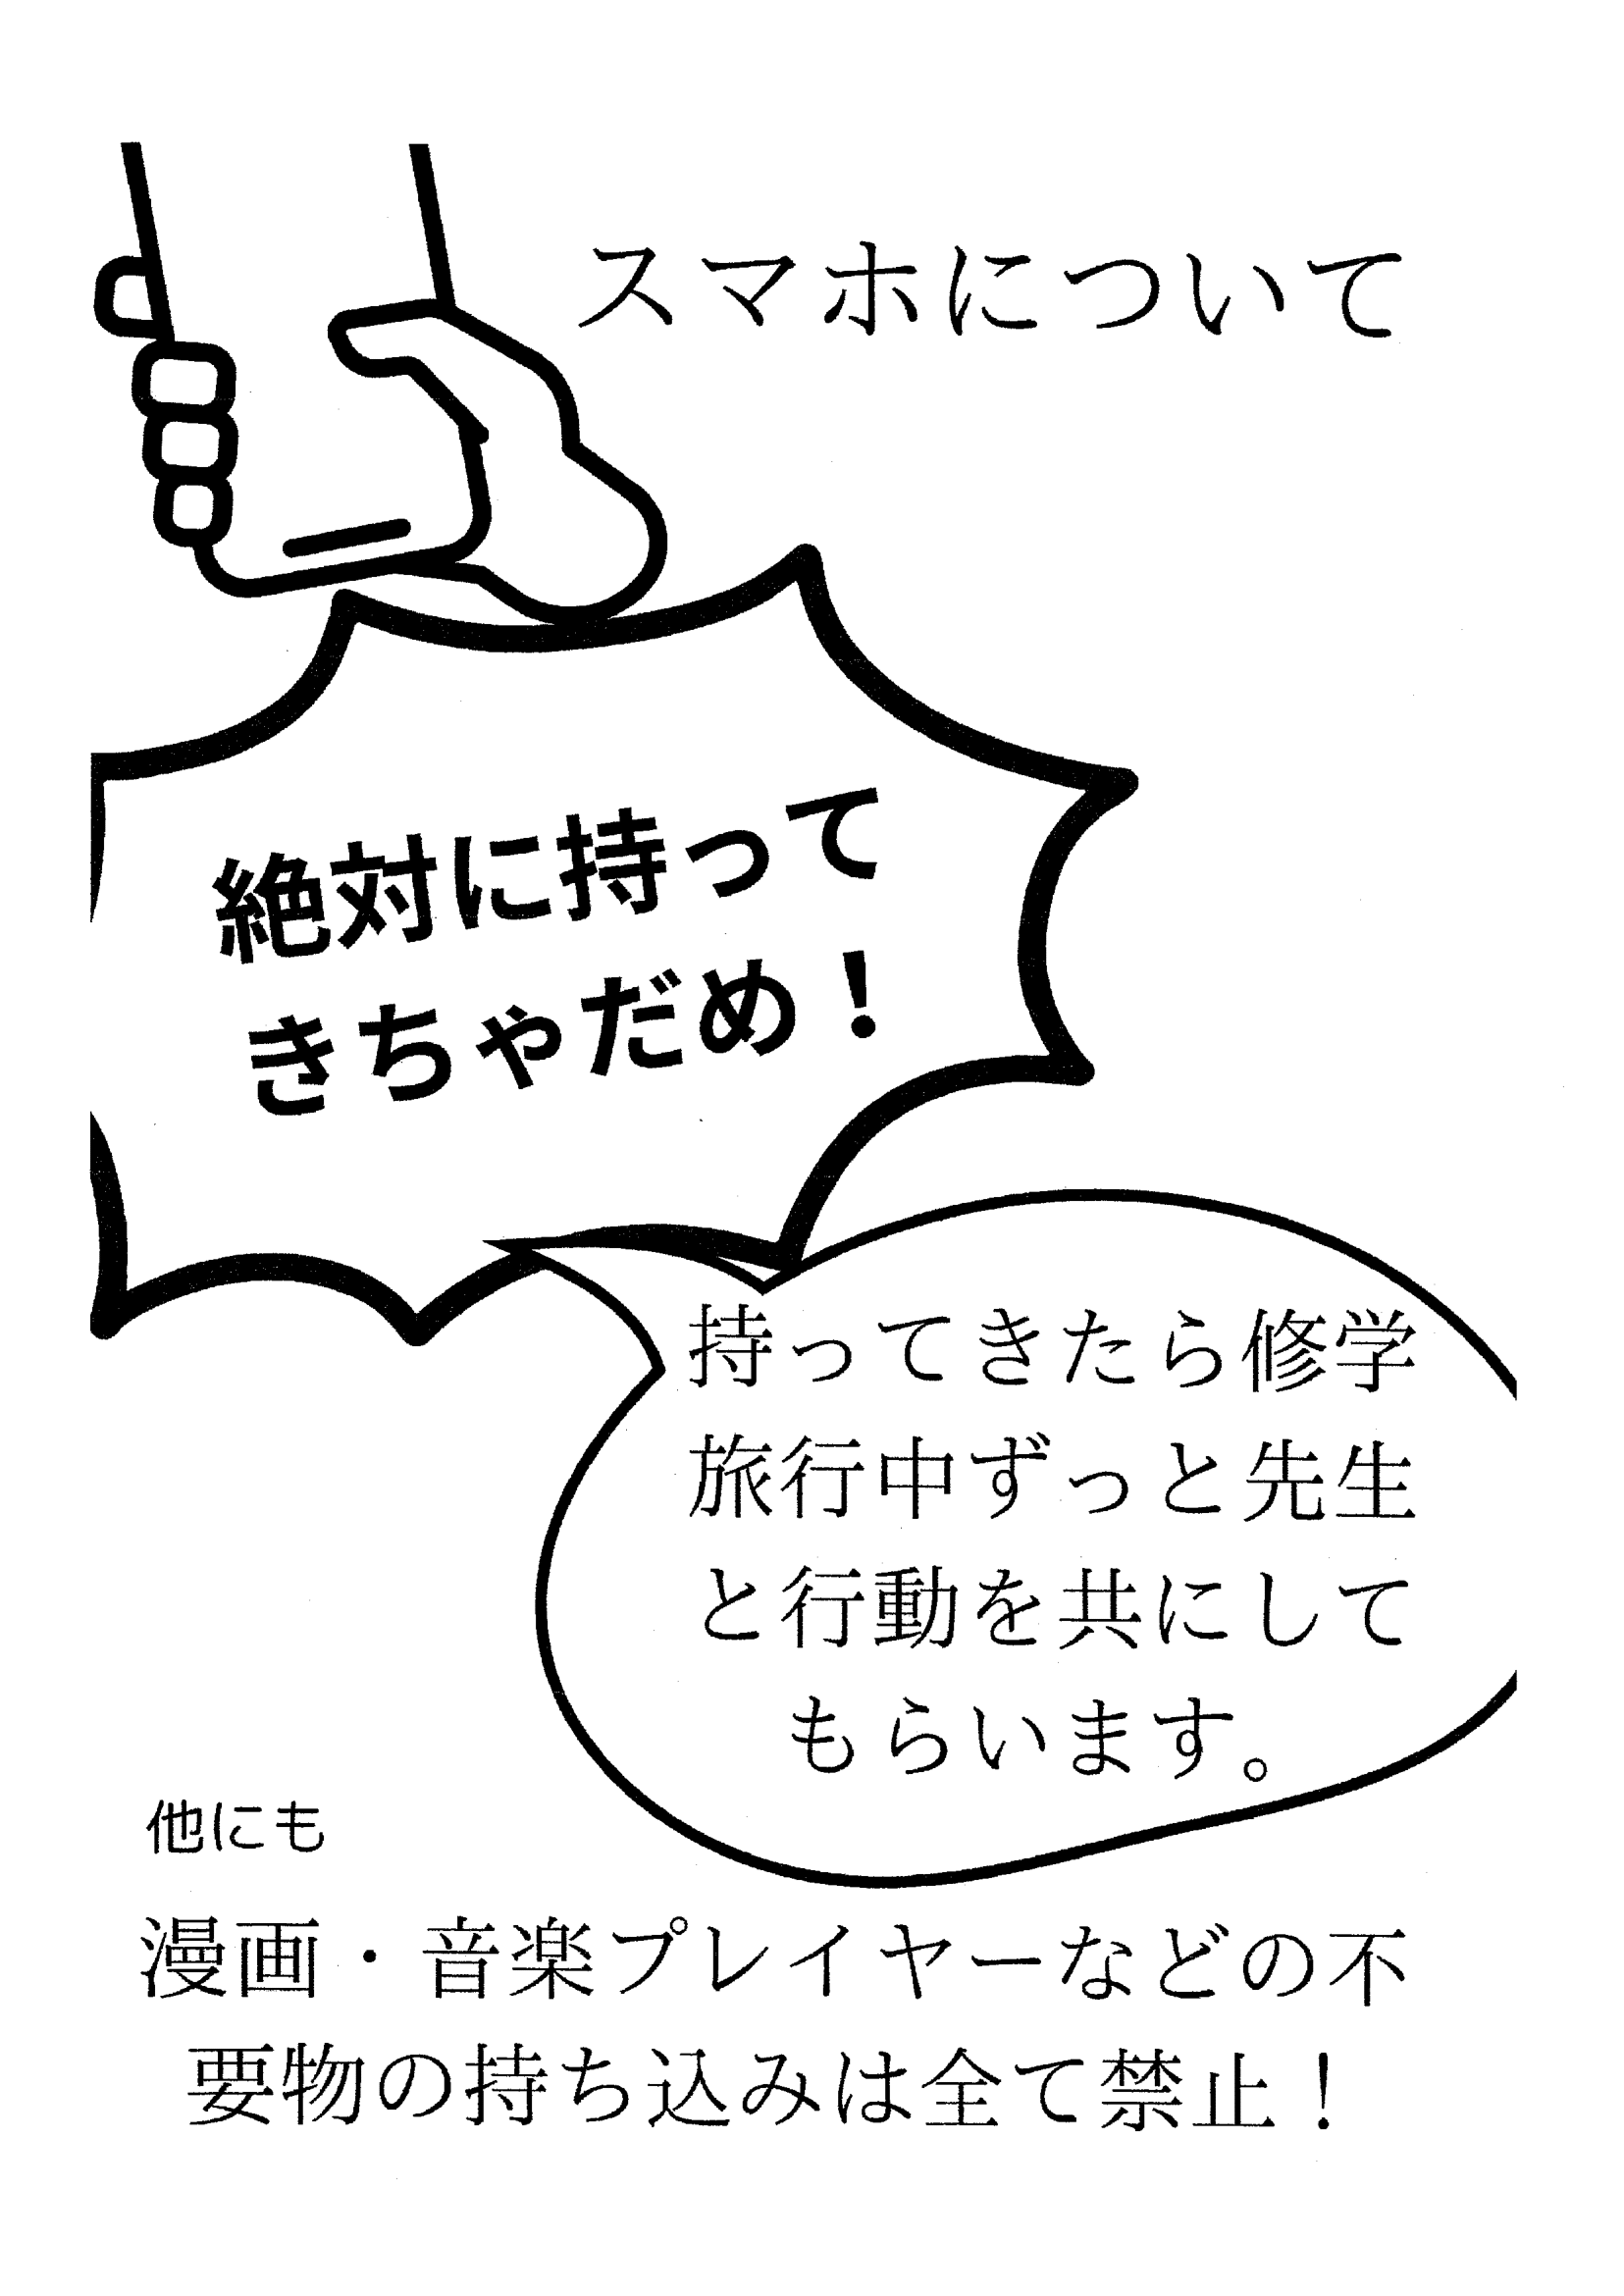 スマホについて
絶対に持って
きちゃだめ！
持ってきたら修学
旅行中ずっと先生
と行動を共にして
もらいます。
他にも
漫画・音楽プレイヤーなどの不
要物の持ち込みは全て禁止！